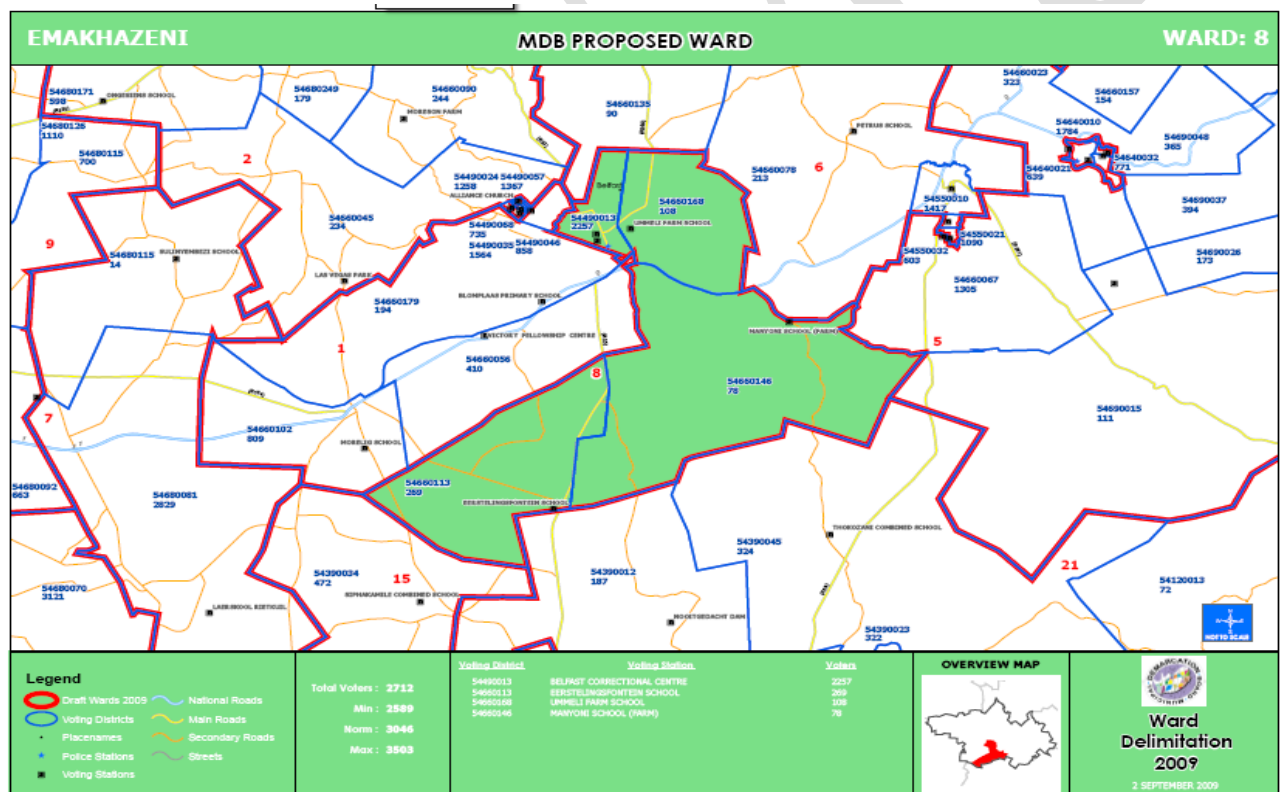 EMAKHAZENI
MDB PROPOSED WARD
WARD: 8
54680171
598
54680126
1110
54680115
700
54680249
179
54660090
244
MORESON FARM
54660135
90
PETRUS SCHOOL
54660023
323
54660157
154
54640010
1784
54690048
365
54640032
771
54640021
639
2
6
54490024
1258
54490057
1367
ALLIANCE CHURCH
54660078
213
54660168
108
UMMELI FARM SCHOOL
54490013
2257
54550010
1417
54690037
394
54660045
234
54490068
735
54490035
1564
54490046
858
54550021
1090
54550032
603
54690026
173
9
54680115
14
LAS VEGAS PARK
54660179
194
BLOMPLAAS PRIMARY SCHOOL
54660067
1305
VICTORY FELLOWSHIP CENTRE
MANYONI SCHOOL (FARM)
1
5
54660056
410
8
54660146
78
54690015
111
7
54660102
809
MORELIG SCHOOL
54680092
663
54680081
2829
54660113
269
EERSTELINGSFONTEIN SCHOOL
THOKOZANE COMBINED SCHOOL
54390045
324
54680070
3121
54390034
472
15
SIPHAKAMELE COMBINED SCHOOL
54390012
187
NOOITGEDACHT DAM
54390023
322
21
54120013
72
NOT TO SCALE
Legend
Draft Wards 2009
National Roads
Voting Districts
Main Roads
Placenames
Secondary Roads
Police Stations
Streets
Voting Stations
Total Voters : 2712
Min : 2589
Norm : 3046
Max : 3503
Voting District Voting Station Voters
54490013 BELFAST CORRECTIONAL CENTRE 2257
54660113 EERSTELINGSFONTEIN SCHOOL 269
54660168 UMMELI FARM SCHOOL 108
54660146 MANYONI SCHOOL (FARM) 78
OVERVIEW MAP
Ward
Delimitation
2009
2 SEPTEMBER 2009